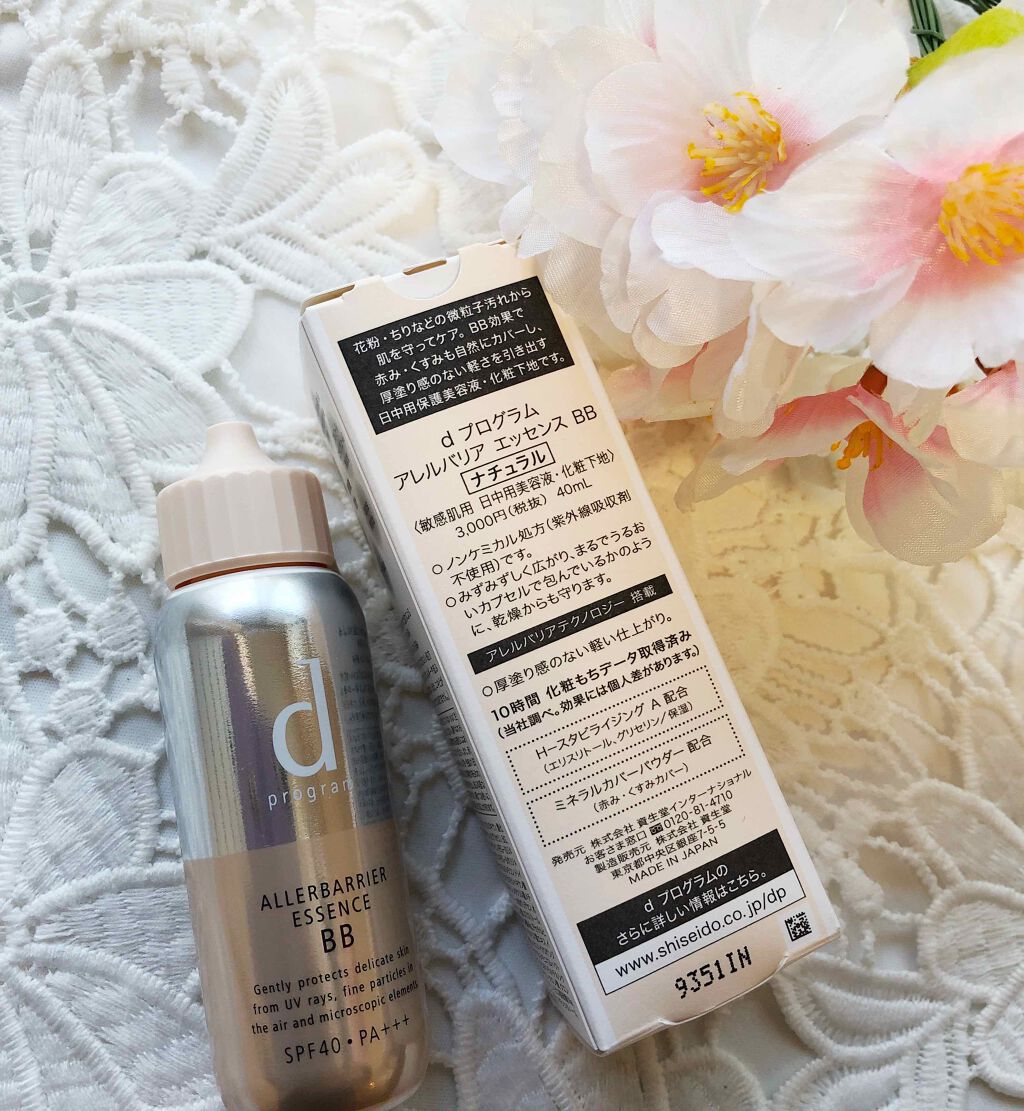 花粉・ちりなどの微粒子汚れから
肌を守ってケア。BB効果で
赤み・くすみも自然にカバーし、
厚塗り感のない軽さを引き出す
日中用保護美容液・化粧下地です。
d プログラム
アレルバリア エッセンス BB
ナチュラル
〈敏感肌用 日中用美容液・化粧下地〉
3,000円(税抜) 40mL
○ノンケミカル処方(紫外線吸収剤
不使用)です。
○みずみずしく広がり、まるでうるお
いカプセルで包んでいるかのよう
に、乾燥からも守ります。
アレルバリアテクノロジー 搭載
○厚塗り感のない軽い仕上がり。
10時間 化粧もちデータ取得済み
(当社調べ。効果には個人差があります。)
H-スタビライジング A 配合
(エリスリトール、グリセリン/保湿)
ミネラルカバーパウダー 配合
(赤み・くすみカバー)
発売元 株式会社 資生堂インターナショナル
お客さま窓口 0120-81-4710
製造販売元 株式会社 資生堂
東京都中央区銀座7-5-5
MADE IN JAPAN
d プログラムの
さらに詳しい情報はこちら。
www.shiseido.co.jp/dp
9351IN
d
program
ALLERBARRIER
ESSENCE
BB
Gently protects delicate skin
from UV rays, fine particles in
the air and microscopic elements
SPF40・PA+++